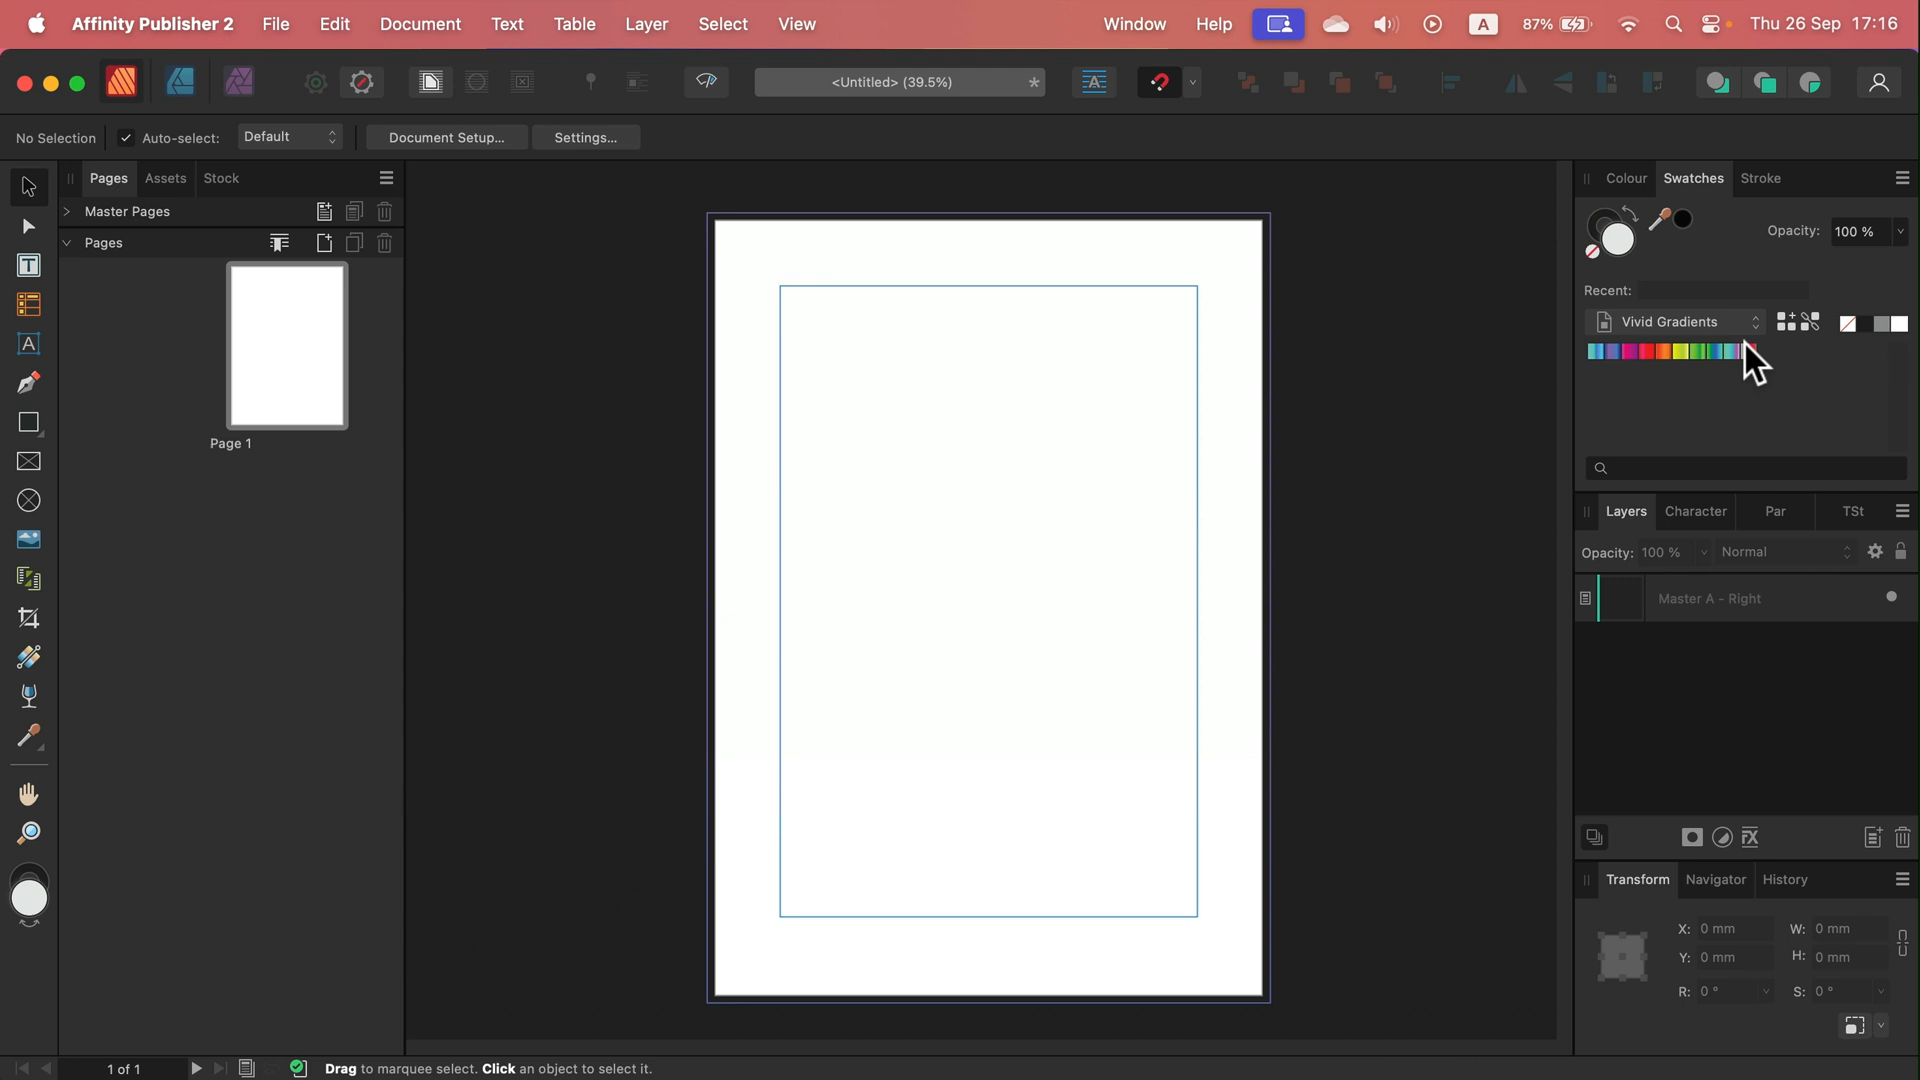 Affinity Publisher 2 File Edit Document Text Table Layer Select View Window Help A 87% Thu 26 Sep 17:16
<Untitled> (39.5%) *
No Selection Auto-select: Default Document Setup... Settings...
Pages Assets Stock
Master Pages
Pages
Page 1
Colour Swatches Stroke
Opacity: 100 %
Recent:
Vivid Gradients
Layers Character Par TSt
Opacity: 100 % Normal
Master A - Right
Transform Navigator History
X: 0 mm W: 0 mm
Y: 0 mm H: 0 mm
R: 0 ° S: 0 °
1 of 1 Drag to marquee select. Click an object to select it.